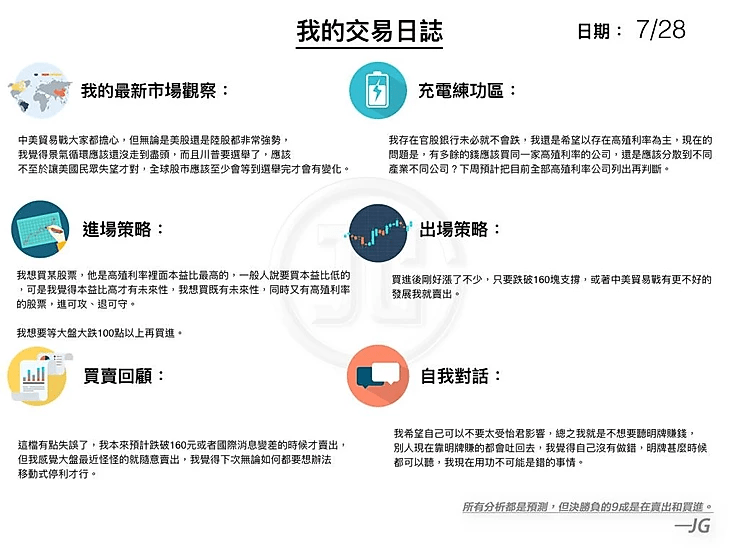 我的交易日誌
日期： 7/28
我的最新市場觀察：
中美貿易戰大家都擔心，但無論是美股還是陸股都非常強勢，
我覺得景氣循環應該還沒走到盡頭，而且川普要選舉了，應該
不至於讓美國民眾失望才對，全球股市應該至少會等到選舉完才會有變化。
充電練功區：
我存在官股銀行未必就不會跌，我還是希望以存在高殖利率為主，現在的
問題是，有多餘的錢應該買同一家高殖利率的公司，還是應該分散到不同
產業不同公司？下周預計把目前全部高殖利率公司列出再判斷。
進場策略：
我想買某股票，他是高殖利率裡面本益比最高的，一般人說要買本益比低的
，可是我覺得本益比高才有未來性，我想買既有未來性，同時又有高殖利率
的股票，進可攻、退可守。
我想要等大盤大跌100點以上再買進。
出場策略：
買進後剛好漲了不少，只要跌破160塊支撐，或著中美貿易戰有更不好的
發展我就賣出。
買賣回顧：
這檔有點失誤了，我本來預計跌破160元或者國際消息變差的時候才賣出，
但我感覺大盤最近怪怪的就隨意賣出，我覺得下次無論如何都要想辦法
移動式停利才行。
自我對話：
我希望自己可以不要太受怡君影響，總之我就是不想要聽明牌賺錢，
別人現在靠明牌賺的都會吐回去，我覺得自己沒有做錯，明牌甚麼時候
都可以聽，我現在用功不可能是錯的事情。
所有分析都是預測，但決勝負的9成是在賣出和買進。
—JG
JG